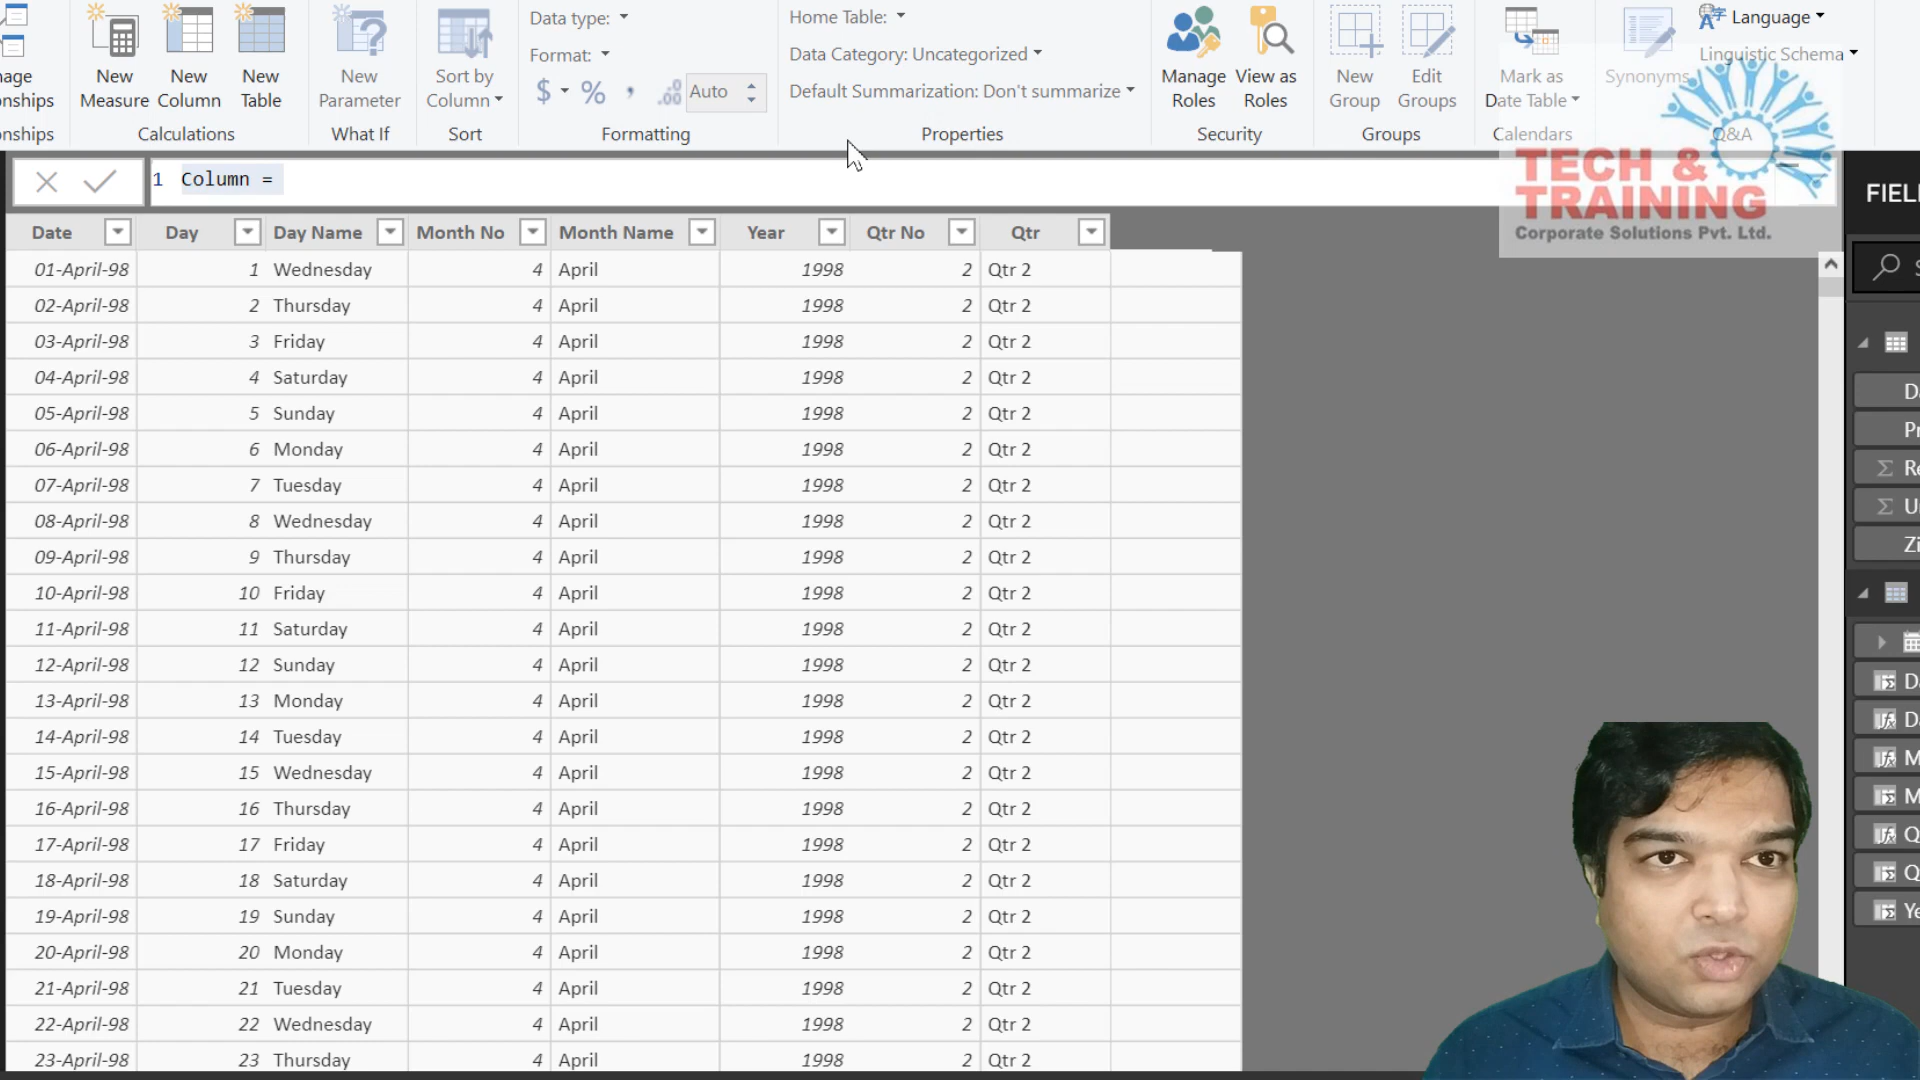 nage
onships
onships
New Measure
New Column
New Table
Calculations
New Parameter
What If
Sort by Column
Sort
Data type:
Format:
$ % , .00 Auto
Formatting
Home Table:
Data Category: Uncategorized
Default Summarization: Don't summarize
Properties
Manage Roles
View as Roles
Security
New Group
Edit Groups
Groups
Mark as Date Table
Calendars
Synonyms
Language
Linguistic Schema
Q&A
TECH &
TRAINING
Corporate Solutions Pvt. Ltd.
1 Column =
FIEL
Date Day Day Name Month No Month Name Year Qtr No Qtr
01-April-98 1 Wednesday 4 April 1998 2 Qtr 2
02-April-98 2 Thursday 4 April 1998 2 Qtr 2
03-April-98 3 Friday 4 April 1998 2 Qtr 2
04-April-98 4 Saturday 4 April 1998 2 Qtr 2
05-April-98 5 Sunday 4 April 1998 2 Qtr 2
06-April-98 6 Monday 4 April 1998 2 Qtr 2
07-April-98 7 Tuesday 4 April 1998 2 Qtr 2
08-April-98 8 Wednesday 4 April 1998 2 Qtr 2
09-April-98 9 Thursday 4 April 1998 2 Qtr 2
10-April-98 10 Friday 4 April 1998 2 Qtr 2
11-April-98 11 Saturday 4 April 1998 2 Qtr 2
12-April-98 12 Sunday 4 April 1998 2 Qtr 2
13-April-98 13 Monday 4 April 1998 2 Qtr 2
14-April-98 14 Tuesday 4 April 1998 2 Qtr 2
15-April-98 15 Wednesday 4 April 1998 2 Qtr 2
16-April-98 16 Thursday 4 April 1998 2 Qtr 2
17-April-98 17 Friday 4 April 1998 2 Qtr 2
18-April-98 18 Saturday 4 April 1998 2 Qtr 2
19-April-98 19 Sunday 4 April 1998 2 Qtr 2
20-April-98 20 Monday 4 April 1998 2 Qtr 2
21-April-98 21 Tuesday 4 April 1998 2 Qtr 2
22-April-98 22 Wednesday 4 April 1998 2 Qtr 2
23-April-98 23 Thursday 4 April 1998 2 Qtr 2
Pr
Re
Zi
Ye